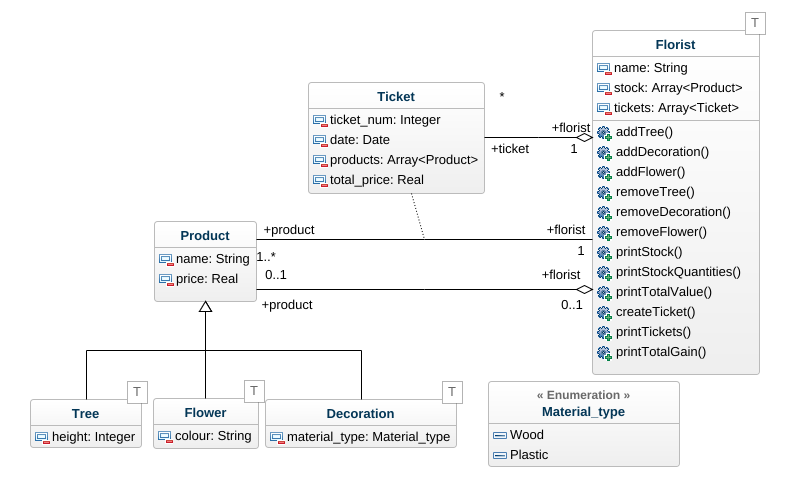 T
Florist
name: String
stock: Array<Product>
tickets: Array<Ticket>
addTree()
addDecoration()
addFlower()
removeTree()
removeDecoration()
removeFlower()
printStock()
printStockQuantities()
printTotalValue()
createTicket()
printTickets()
printTotalGain()
Ticket
ticket_num: Integer
date: Date
products: Array<Product>
total_price: Real
*
+florist
+ticket
1
Product
name: String
price: Real
+product
+florist
1..*
1
0..1
+florist
+product
0..1
T
Tree
height: Integer
T
Flower
colour: String
T
Decoration
material_type: Material_type
« Enumeration »
Material_type
Wood
Plastic